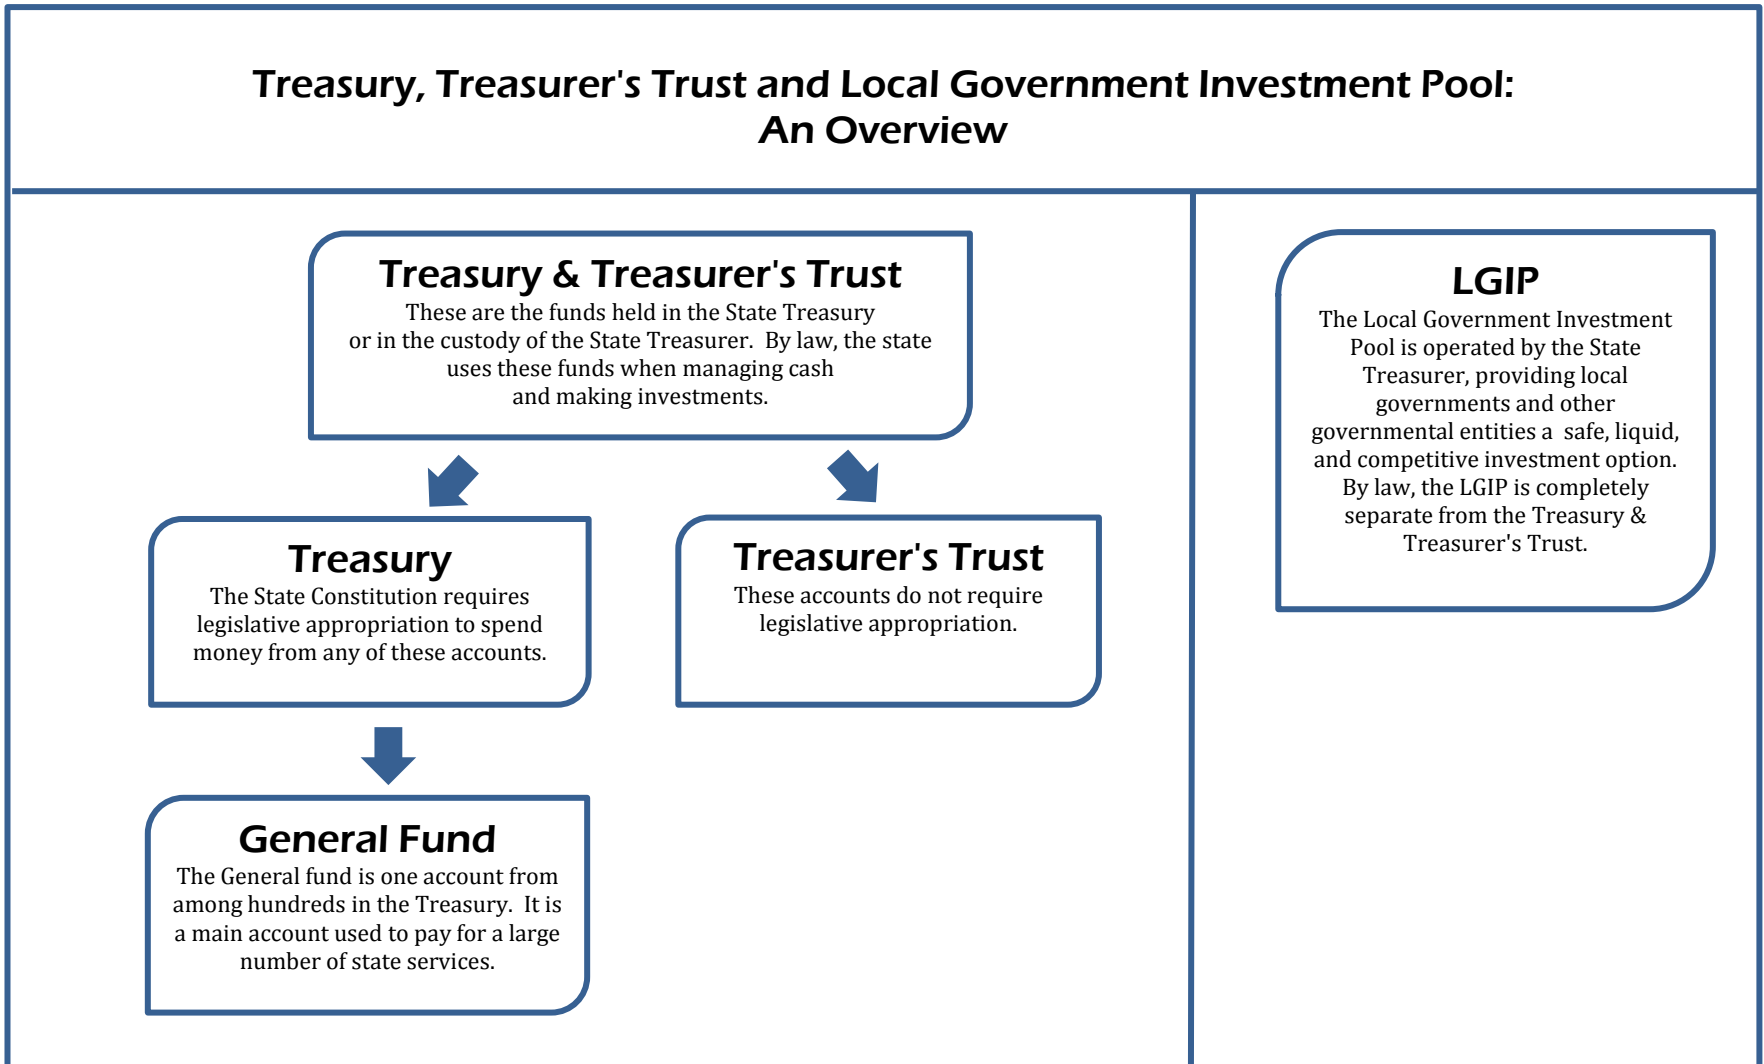 Treasury, Treasurer's Trust and Local Government Investment Pool:
An Overview
Treasury & Treasurer's Trust
These are the funds held in the State Treasury
or in the custody of the State Treasurer.  By law, the state
uses these funds when managing cash
and making investments.
Treasury
The State Constitution requires
legislative appropriation to spend
money from any of these accounts.
Treasurer's Trust
These accounts do not require
legislative appropriation.
General Fund
The General fund is one account from
among hundreds in the Treasury.  It is
a main account used to pay for a large
number of state services.
LGIP
The Local Government Investment
Pool is operated by the State
Treasurer, providing local
governments and other
governmental entities a  safe, liquid,
and competitive investment option.
By law, the LGIP is completely
separate from the Treasury &
Treasurer's Trust.